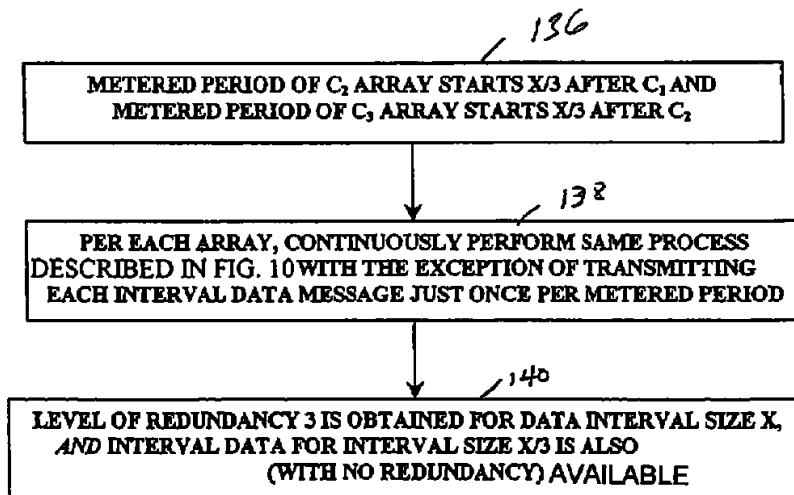 136
METERED PERIOD OF C₂ ARRAY STARTS X/3 AFTER C₁ AND
METERED PERIOD OF C₃ ARRAY STARTS X/3 AFTER C₂
138
PER EACH ARRAY, CONTINUOUSLY PERFORM SAME PROCESS
DESCRIBED IN FIG. 10 WITH THE EXCEPTION OF TRANSMITTING
EACH INTERVAL DATA MESSAGE JUST ONCE PER METERED PERIOD
140
LEVEL OF REDUNDANCY 3 IS OBTAINED FOR DATA INTERVAL SIZE X,
AND INTERVAL DATA FOR INTERVAL SIZE X/3 IS ALSO
(WITH NO REDUNDANCY) AVAILABLE